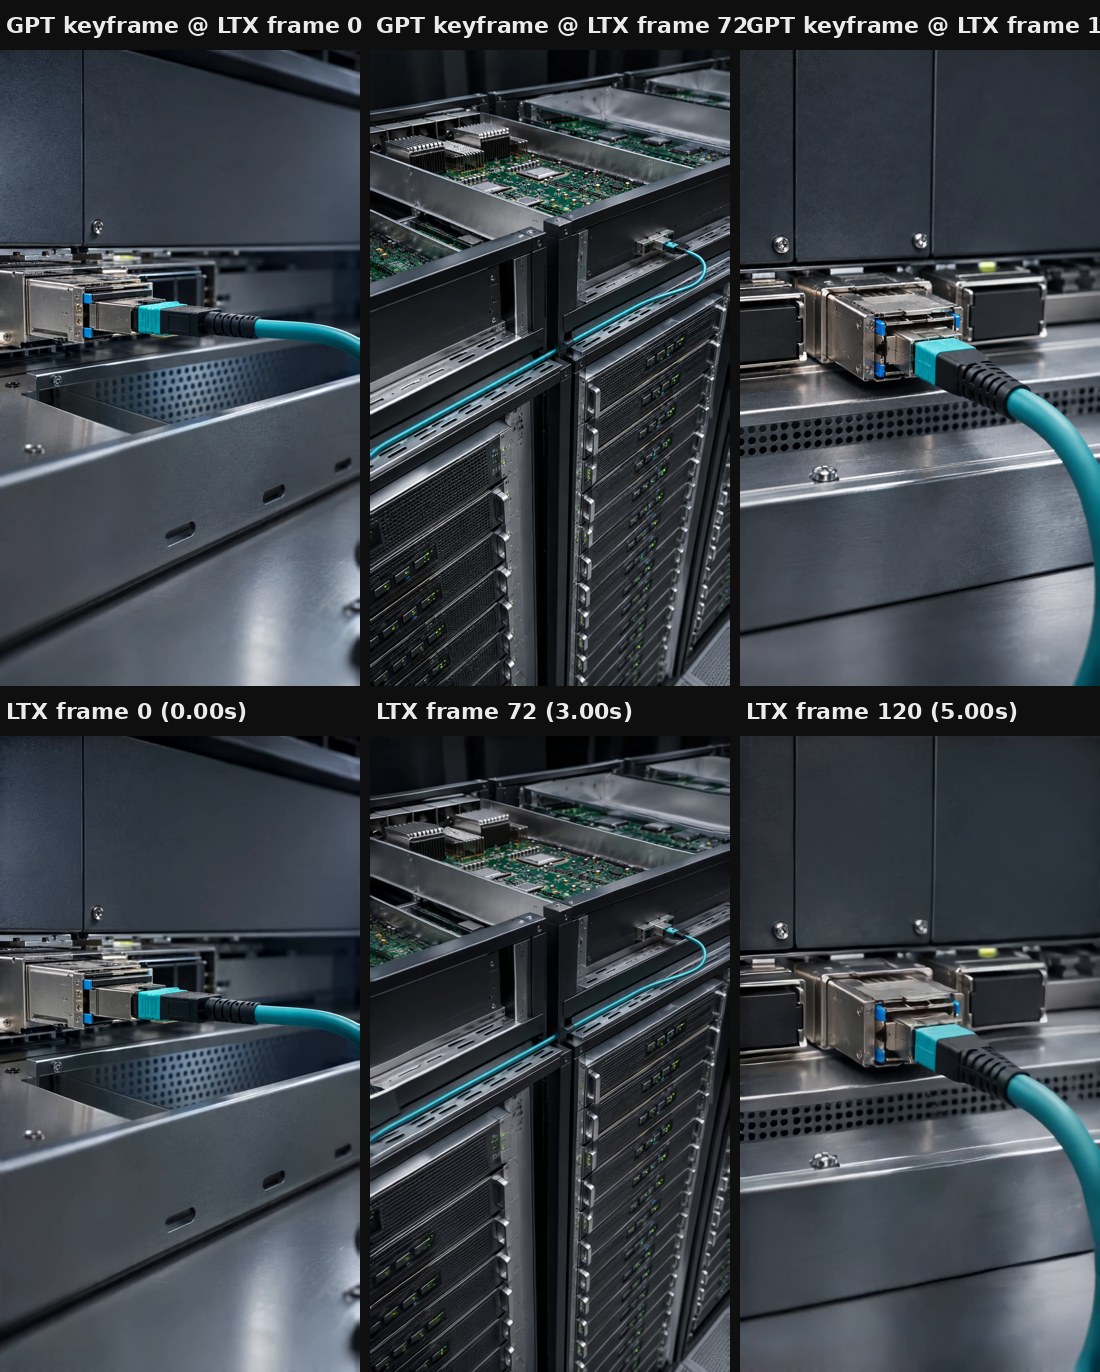 GPT keyframe @ LTX frame 0
GPT keyframe @ LTX frame 72
GPT keyframe @ LTX frame 1
LTX frame 0 (0.00s)
LTX frame 72 (3.00s)
LTX frame 120 (5.00s)